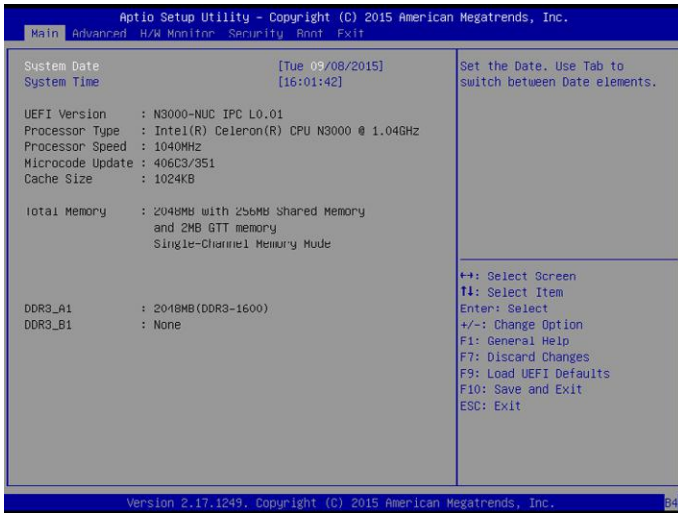 Aptio Setup Utility – Copyright (C) 2015 American Megatrends, Inc.
Main Advanced H/W Monitor Security Boot Exit
System Date [Tue 09/08/2015]
System Time [16:01:42]
UEFI Version : N3000-NUC IPC L0.01
Processor Type : Intel(R) Celeron(R) CPU N3000 @ 1.04GHz
Processor Speed : 1040MHz
Microcode Update : 406C3/351
Cache Size : 1024KB
Total Memory : 2048MB with 256MB Shared Memory
and 2MB GTT memory
Single-Channel Memory Mode
DDR3_A1 : 2048MB(DDR3-1600)
DDR3_B1 : None
Set the Date. Use Tab to
switch between Date elements.
↔: Select Screen
↑↓: Select Item
Enter: Select
+/-: Change Option
F1: General Help
F7: Discard Changes
F9: Load UEFI Defaults
F10: Save and Exit
ESC: Exit
Version 2.17.1249. Copyright (C) 2015 American Megatrends, Inc.
B4